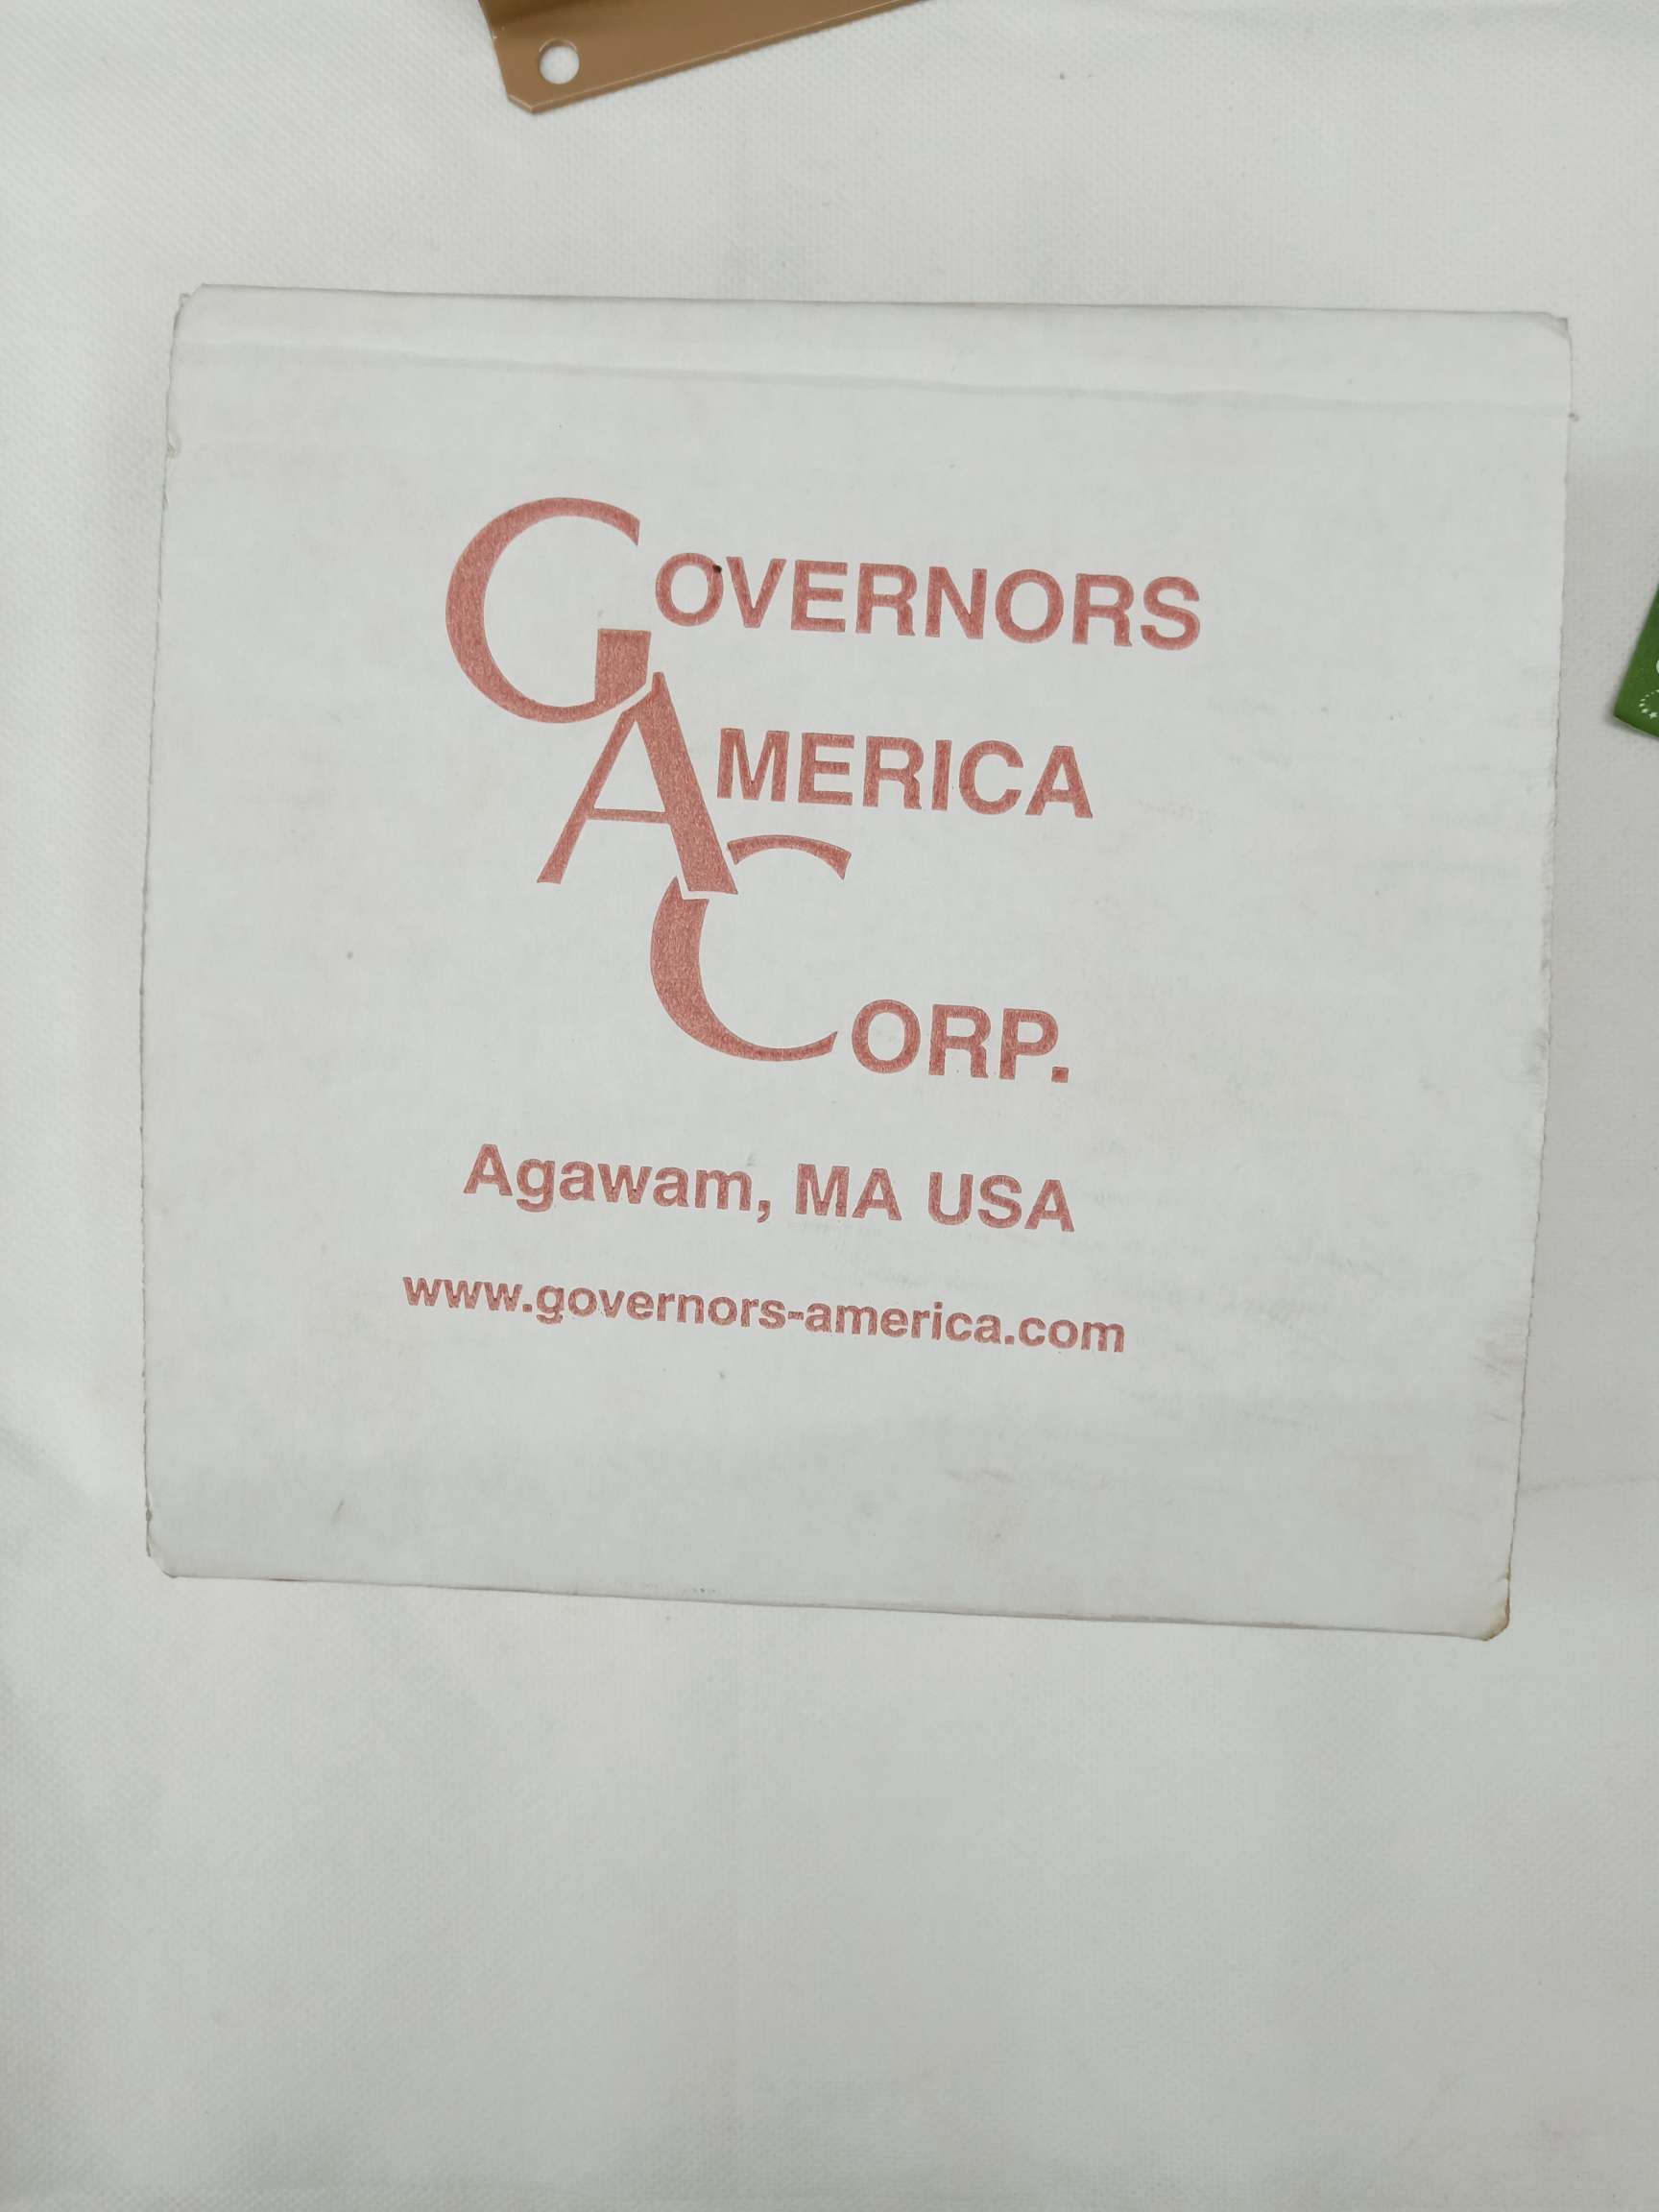 GOVERNORS
AMERICA
CORP.
Agawam, MA USA
www.governors-america.com